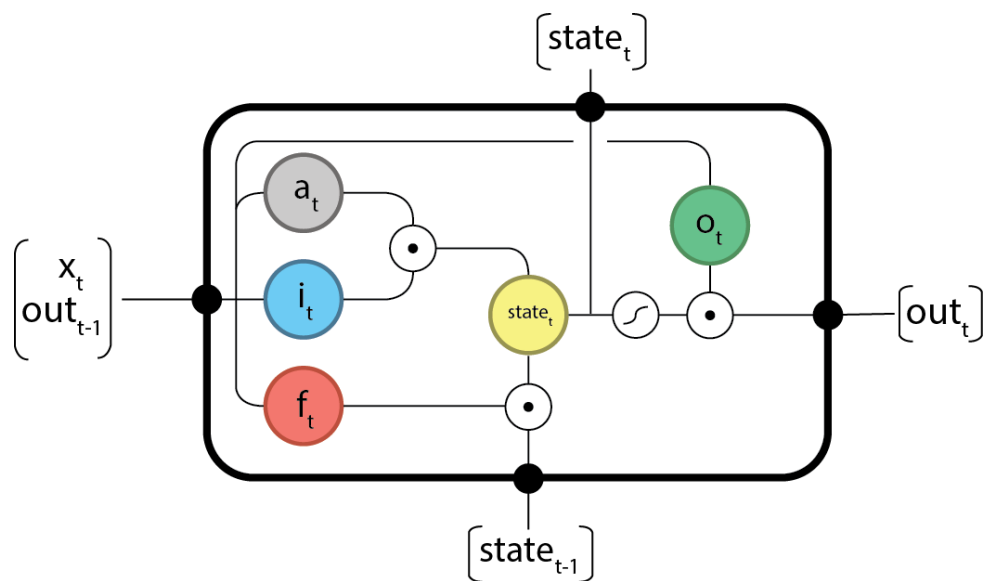 [state_t]
a_t
o_t
x_t
out_t-1
i_t
state_t
[out_t]
f_t
[state_t-1]